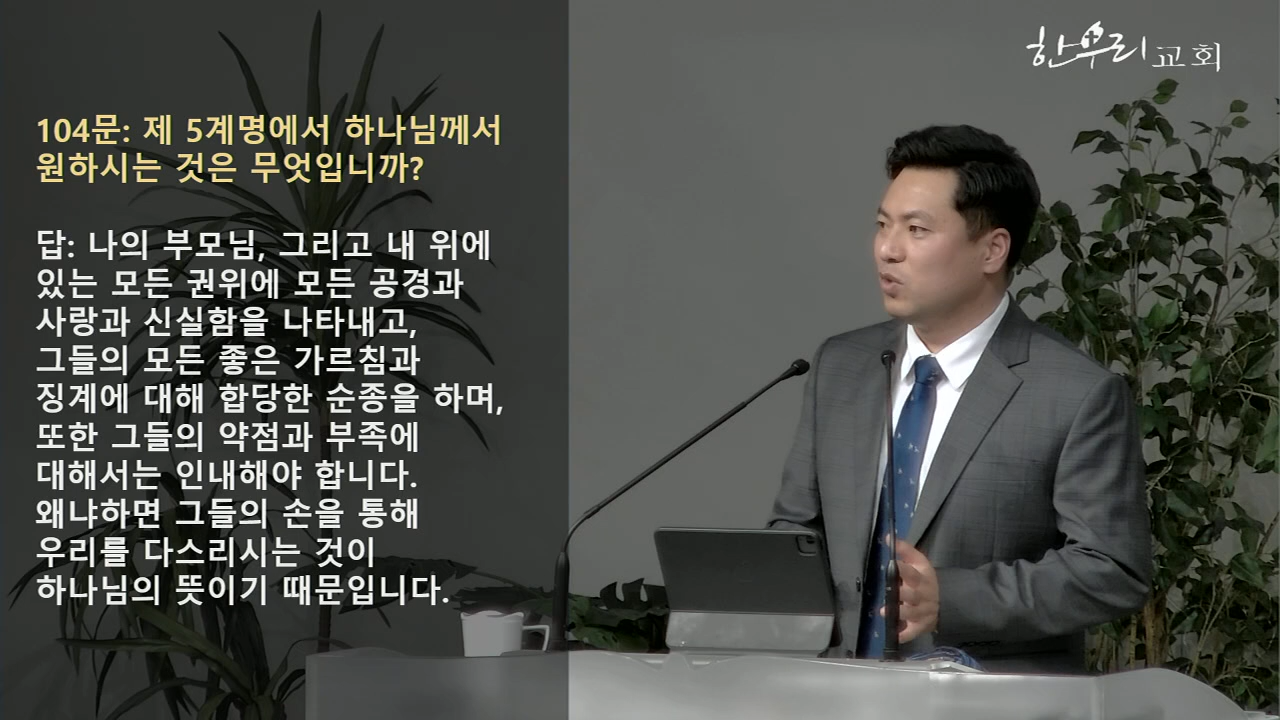 한우리교회
104문: 제 5계명에서 하나님께서
원하시는 것은 무엇입니까?
답: 나의 부모님, 그리고 내 위에
있는 모든 권위에 모든 공경과
사랑과 신실함을 나타내고,
그들의 모든 좋은 가르침과
징계에 대해 합당한 순종을 하며,
또한 그들의 약점과 부족에
대해서는 인내해야 합니다.
왜냐하면 그들의 손을 통해
우리를 다스리시는 것이
하나님의 뜻이기 때문입니다.